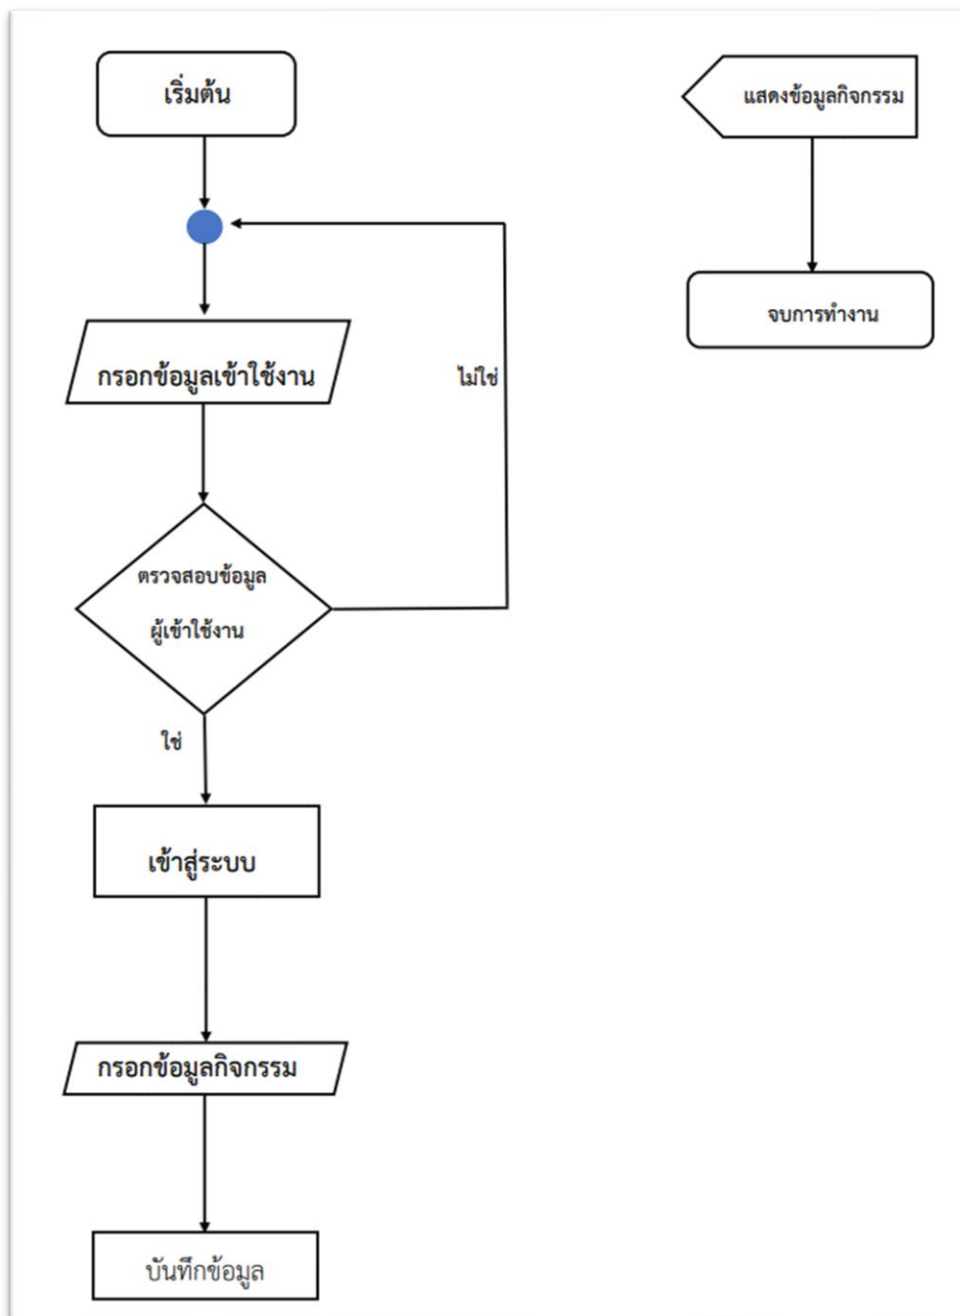 เริ่มต้น
กรอกข้อมูลเข้าใช้งาน
ไม่ใช่
ตรวจสอบข้อมูล
ผู้เข้าใช้งาน
ใช่
เข้าสู่ระบบ
กรอกข้อมูลกิจกรรม
บันทึกข้อมูล
แสดงข้อมูลกิจกรรม
จบการทำงาน